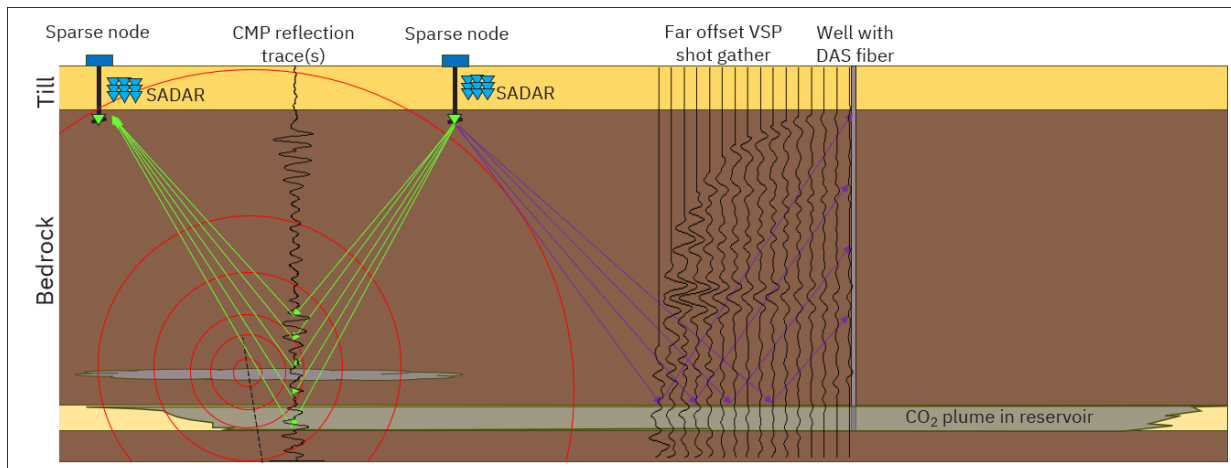 Sparse node
CMP reflection
trace(s)
Sparse node
Far offset VSP
shot gather
Well with
DAS fiber
Till
SADAR
SADAR
Bedrock
CO₂ plume in reservoir